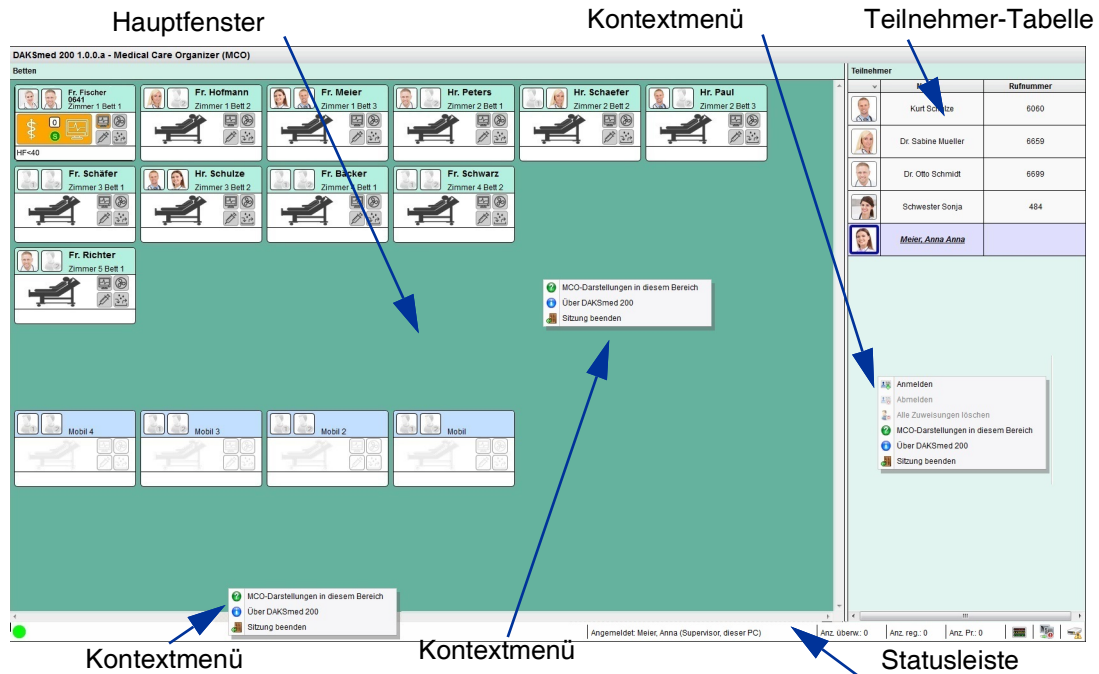 Hauptfenster
Kontextmenü
Teilnehmer-Tabelle
DAKSmed 200 1.0.0.a - Medical Care Organizer (MCO)
Betten
Teilnehmer
Rufnummer
Fr. Fischer
0641
Zimmer 1 Bett 1
0
S
HF<40
Fr. Hofmann
Zimmer 1 Bett 2
Fr. Meier
Zimmer 1 Bett 3
Hr. Peters
Zimmer 2 Bett 1
Hr. Schaefer
Zimmer 2 Bett 2
Hr. Paul
Zimmer 2 Bett 3
Fr. Schäfer
Zimmer 3 Bett 1
Hr. Schulze
Zimmer 3 Bett 2
Fr. Bäcker
Zimmer 4 Bett 1
Fr. Schwarz
Zimmer 4 Bett 2
Fr. Richter
Zimmer 5 Bett 1
Kurt Schulze 6060
Dr. Sabine Mueller 6659
Dr. Otto Schmidt 6699
Schwester Sonja 484
Meier, Anna Anna
MCO-Darstellungen in diesem Bereich
Über DAKSmed 200
Sitzung beenden
Anmelden
Abmelden
Alle Zuweisungen löschen
MCO-Darstellungen in diesem Bereich
Über DAKSmed 200
Sitzung beenden
Mobil 4
Mobil 3
Mobil 2
Mobil
MCO-Darstellungen in diesem Bereich
Über DAKSmed 200
Sitzung beenden
Angemeldet: Meier, Anna (Supervisor, dieser PC)
Anz. überw.: 0
Anz. reg.: 0
Anz. Pr.: 0
Kontextmenü
Kontextmenü
Statusleiste